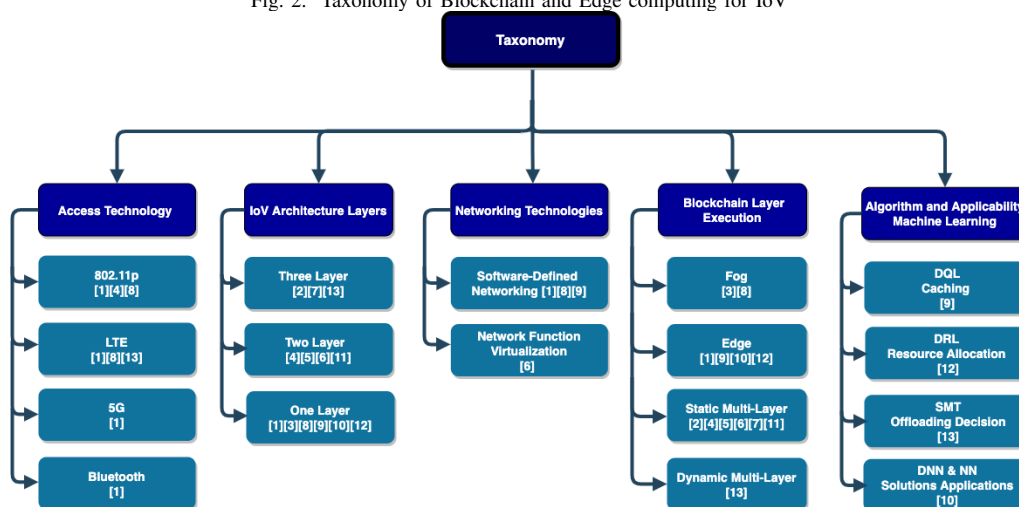 Fig. 2. Taxonomy of Blockchain and Edge computing for IoV
Taxonomy
Access Technology
802.11p
[1][4][8]
LTE
[1][8][13]
5G
[1]
Bluetooth
[1]
IoV Architecture Layers
Three Layer
[2][7][13]
Two Layer
[4][5][6][11]
One Layer
[1][3][8][9][10][12]
Networking Technologies
Software-Defined
Networking [1][8][9]
Network Function
Virtualization
[6]
Blockchain Layer
Execution
Fog
[3][8]
Edge
[1][9][10][12]
Static Multi-Layer
[2][4][5][6][7][11]
Dynamic Multi-Layer
[13]
Algorithm and Applicability
Machine Learning
DQL
Caching
[9]
DRL
Resource Allocation
[12]
SMT
Offloading Decision
[13]
DNN & NN
Solutions Applications
[10]